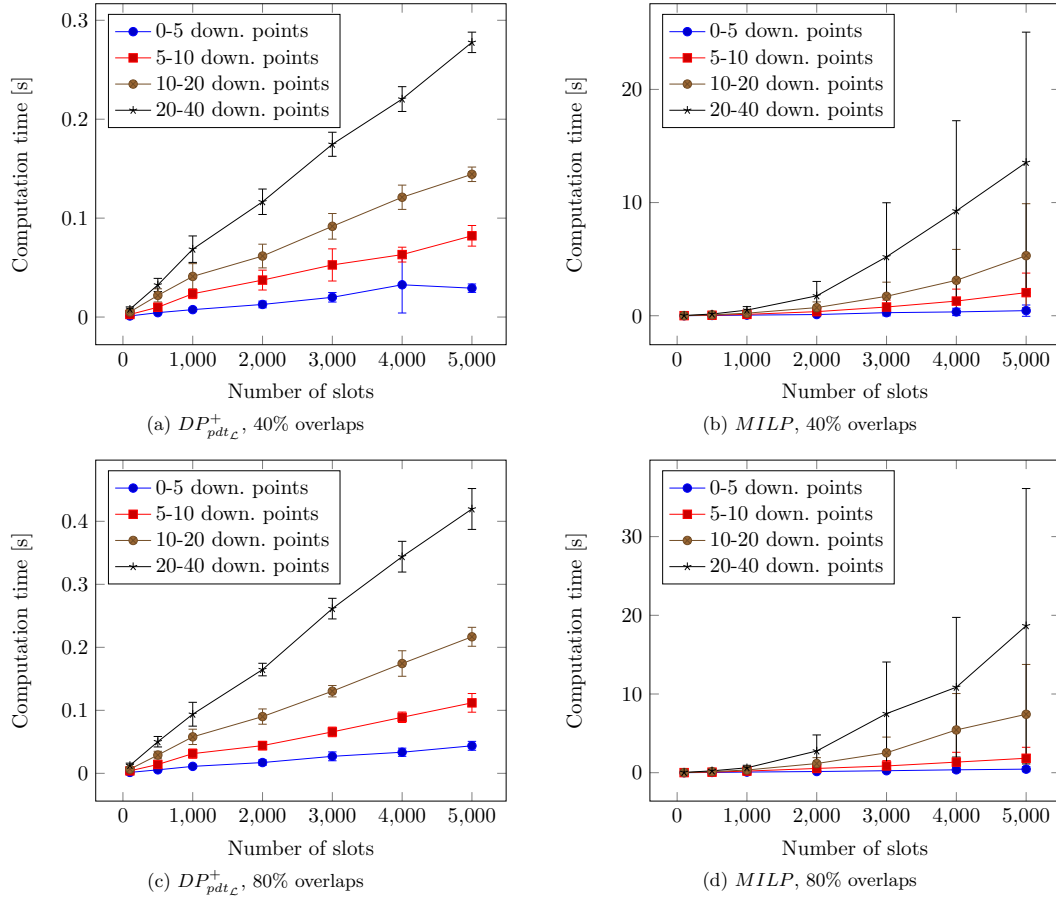 0-5 down. points
5-10 down. points
10-20 down. points
20-40 down. points
Computation time [s]
0.3
0.2
0.1
0
0 1,000 2,000 3,000 4,000 5,000
Number of slots
(a) DP+pdtℒ, 40% overlaps
0-5 down. points
5-10 down. points
10-20 down. points
20-40 down. points
Computation time [s]
20
10
0
0 1,000 2,000 3,000 4,000 5,000
Number of slots
(b) MILP, 40% overlaps
0-5 down. points
5-10 down. points
10-20 down. points
20-40 down. points
Computation time [s]
0.4
0.3
0.2
0.1
0
0 1,000 2,000 3,000 4,000 5,000
Number of slots
(c) DP+pdtℒ, 80% overlaps
0-5 down. points
5-10 down. points
10-20 down. points
20-40 down. points
Computation time [s]
30
20
10
0
0 1,000 2,000 3,000 4,000 5,000
Number of slots
(d) MILP, 80% overlaps